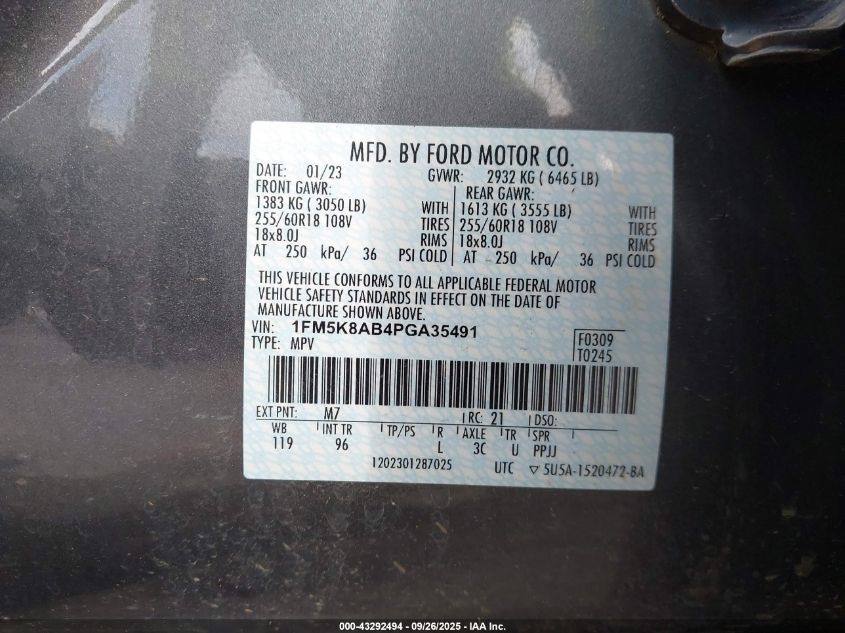 MFD. BY FORD MOTOR CO.
DATE: 01/23 GVWR: 2932 KG ( 6465 LB)
FRONT GAWR: REAR GAWR:
1383 KG ( 3050 LB) WITH 1613 KG ( 3555 LB) WITH
255/60R18 108V TIRES 255/60R18 108V TIRES
18x8.0J RIMS 18x8.0J RIMS
AT 250 kPa/ 36 PSI COLD AT 250 kPa/ 36 PSI COLD
THIS VEHICLE CONFORMS TO ALL APPLICABLE FEDERAL MOTOR
VEHICLE SAFETY STANDARDS IN EFFECT ON THE DATE OF
MANUFACTURE SHOWN ABOVE.
VIN: 1FM5K8AB4PGA35491 F0309
TYPE: MPV T0245
EXT PNT: M7 RC: 21 DSO:
WB INT TR TP/PS R AXLE TR SPR
119 96 L 3C U PPJJ
1202301287025 UTC ▽ 5U5A-1520472-BA
000-43292494 - 09/26/2025 - IAA Inc.